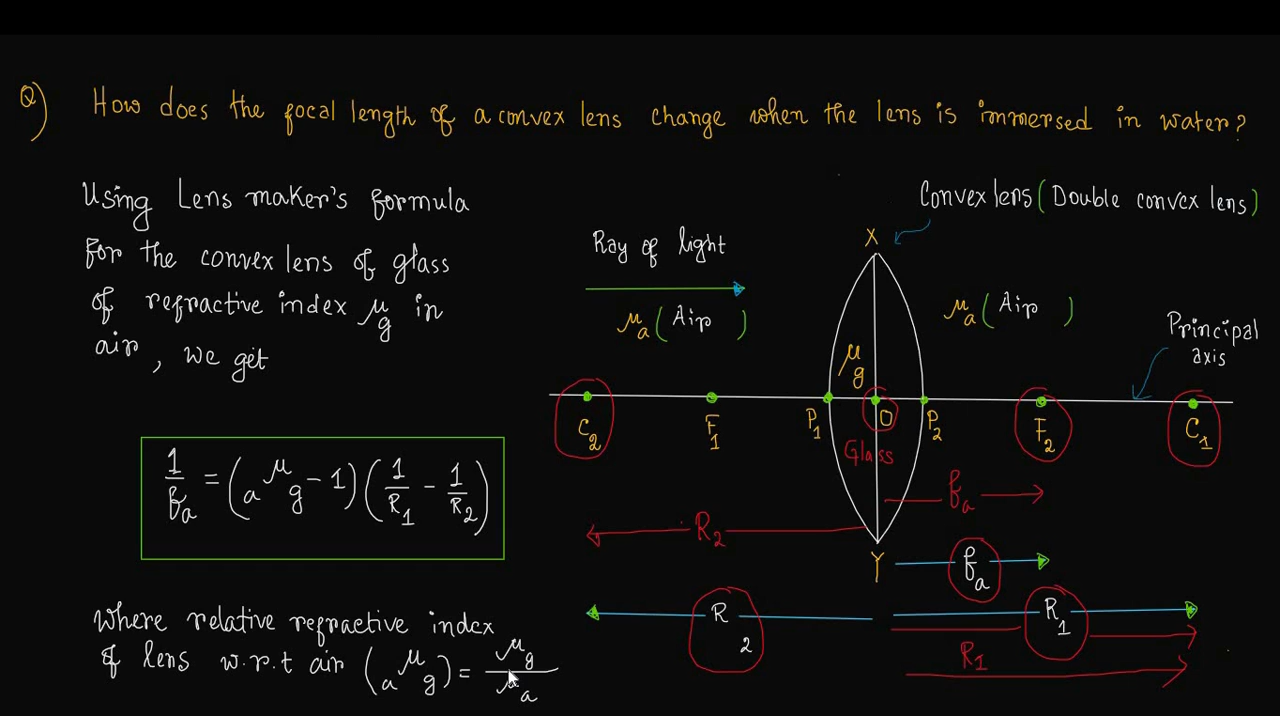 Q) How does the focal length of a convex lens change when the lens is immersed in water?
Using Lens maker's formula
for the convex lens of glass
of refractive index μg in
air, we get
1/fa = (aμg - 1)(1/R1 - 1/R2)
where relative refractive index
of lens w.r.t air (aμg) = μg/μa
Convex lens (Double convex lens)
X
Ray of light
μa (Air)
μa (Air)
Principal
axis
μg
C2 F1 P1 O P2 F2 C1
Glass
fa
R2
Y
fa
R2
R1
R1